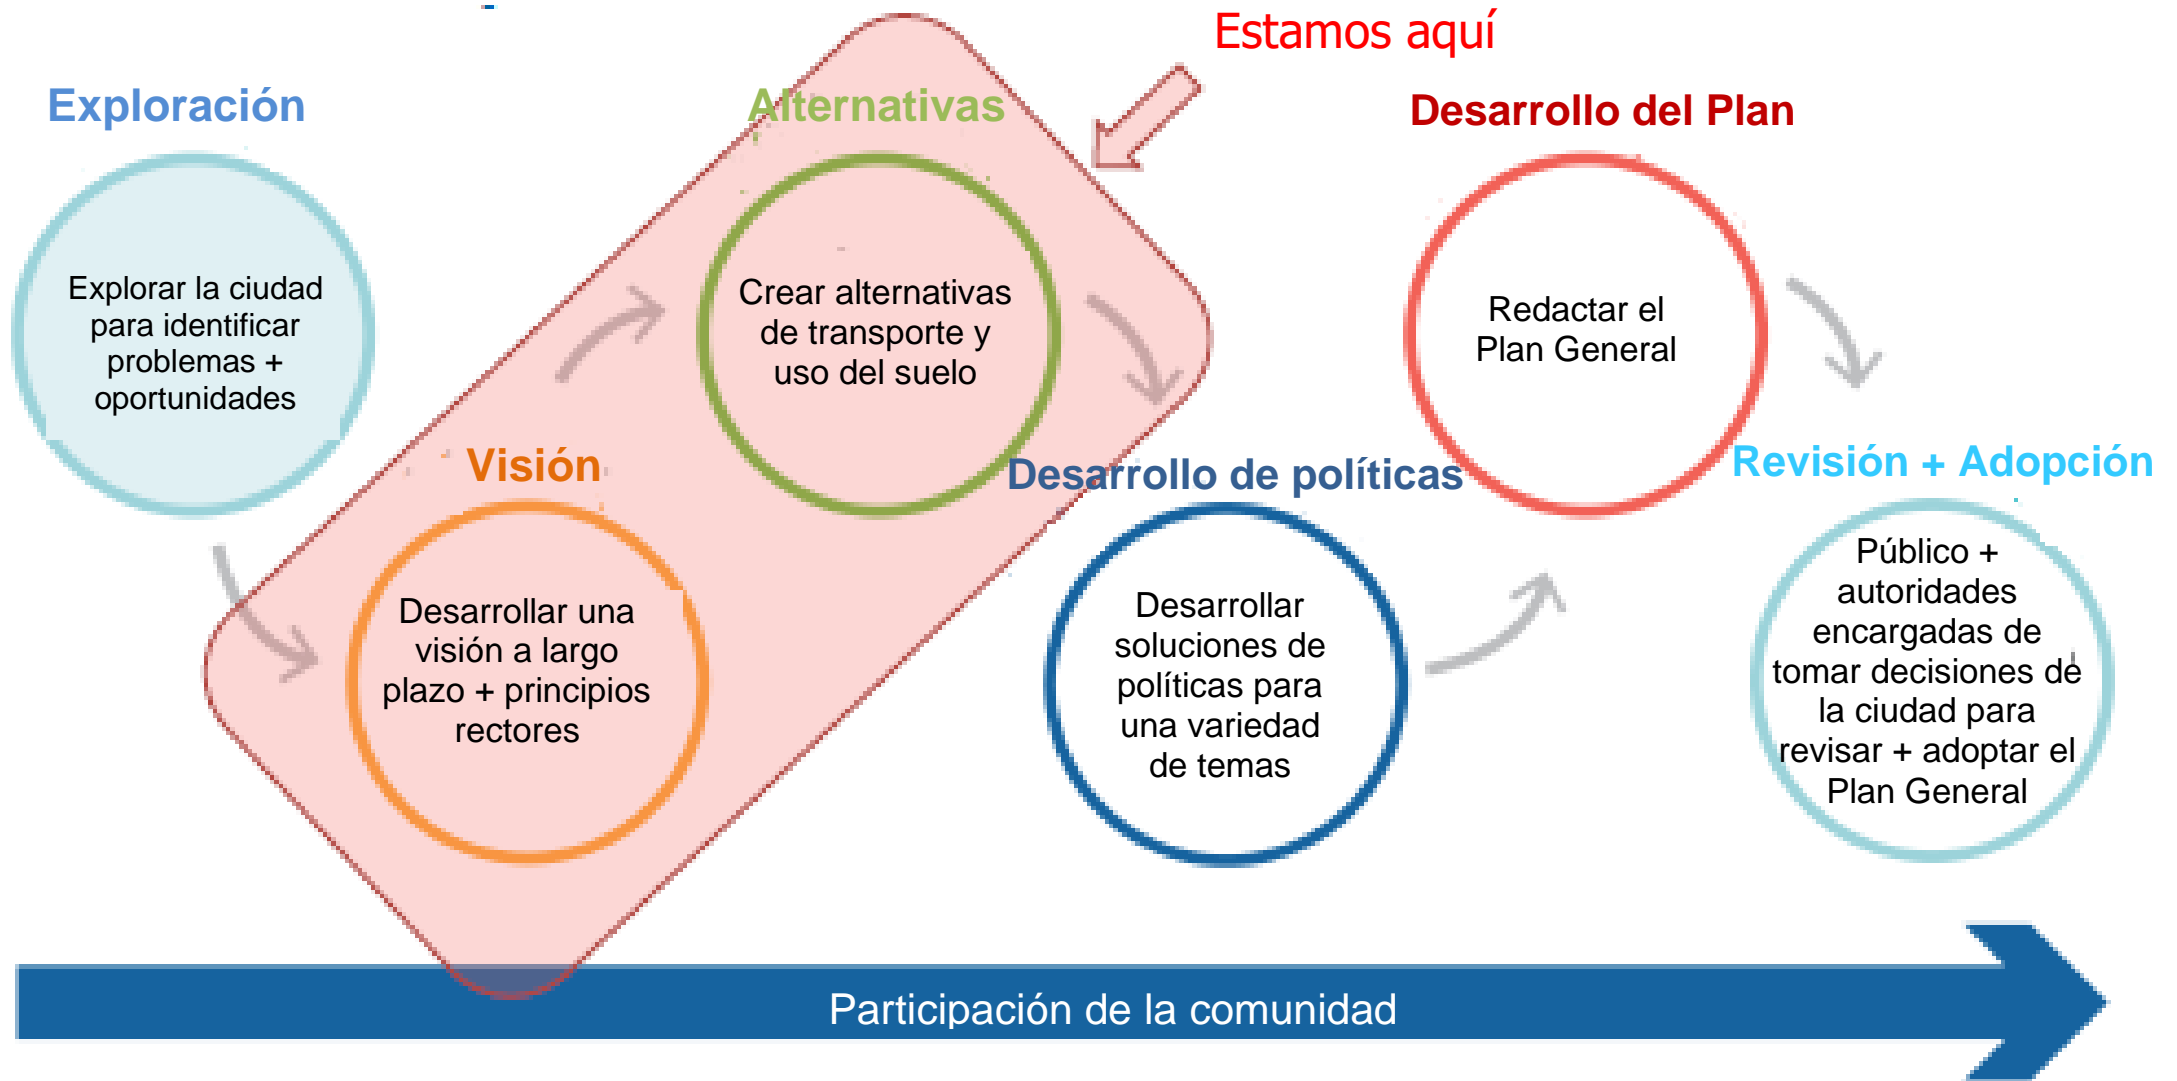 Estamos aquí
Exploración
Explorar la ciudad
para identificar
problemas +
oportunidades
Visión
Desarrollar una
visión a largo
plazo + principios
rectores
Alternativas
Crear alternativas
de transporte y
uso del suelo
Desarrollo de políticas
Desarrollar
soluciones de
políticas para
una variedad
de temas
Desarrollo del Plan
Redactar el
Plan General
Revisión + Adopción
Público +
autoridades
encargadas de
tomar decisiones de
la ciudad para
revisar + adoptar el
Plan General
Participación de la comunidad